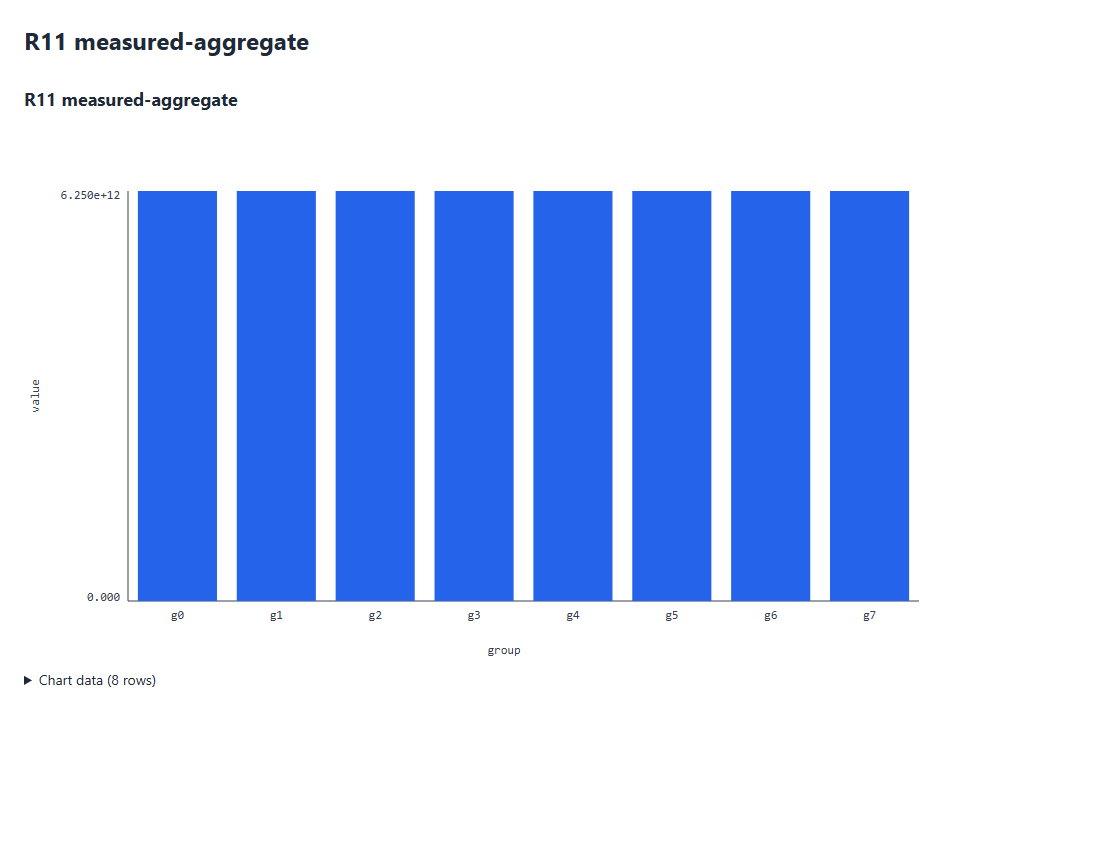 R11 measured-aggregate
R11 measured-aggregate
6.250e+12
value
0.000
g0 g1 g2 g3 g4 g5 g6 g7
group
Chart data (8 rows)